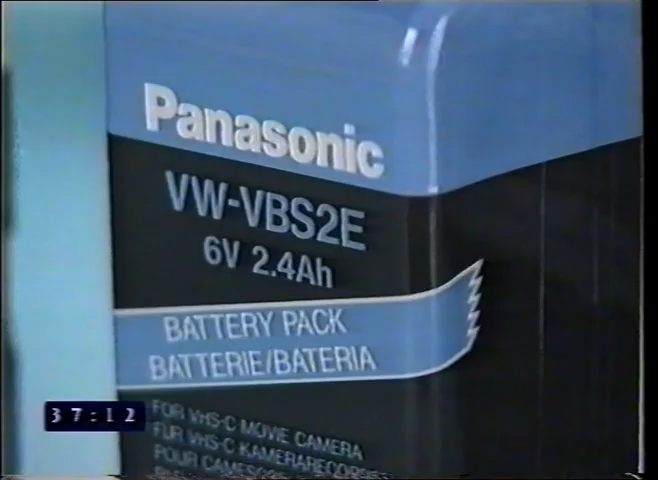 Panasonic
VW-VBS2E
6V 2.4Ah
BATTERY PACK
BATTERIE/BATERIA
37:12
FOR VHS-C MOVIE CAMERA
FÜR VHS-C KAMERARECORDER
POUR